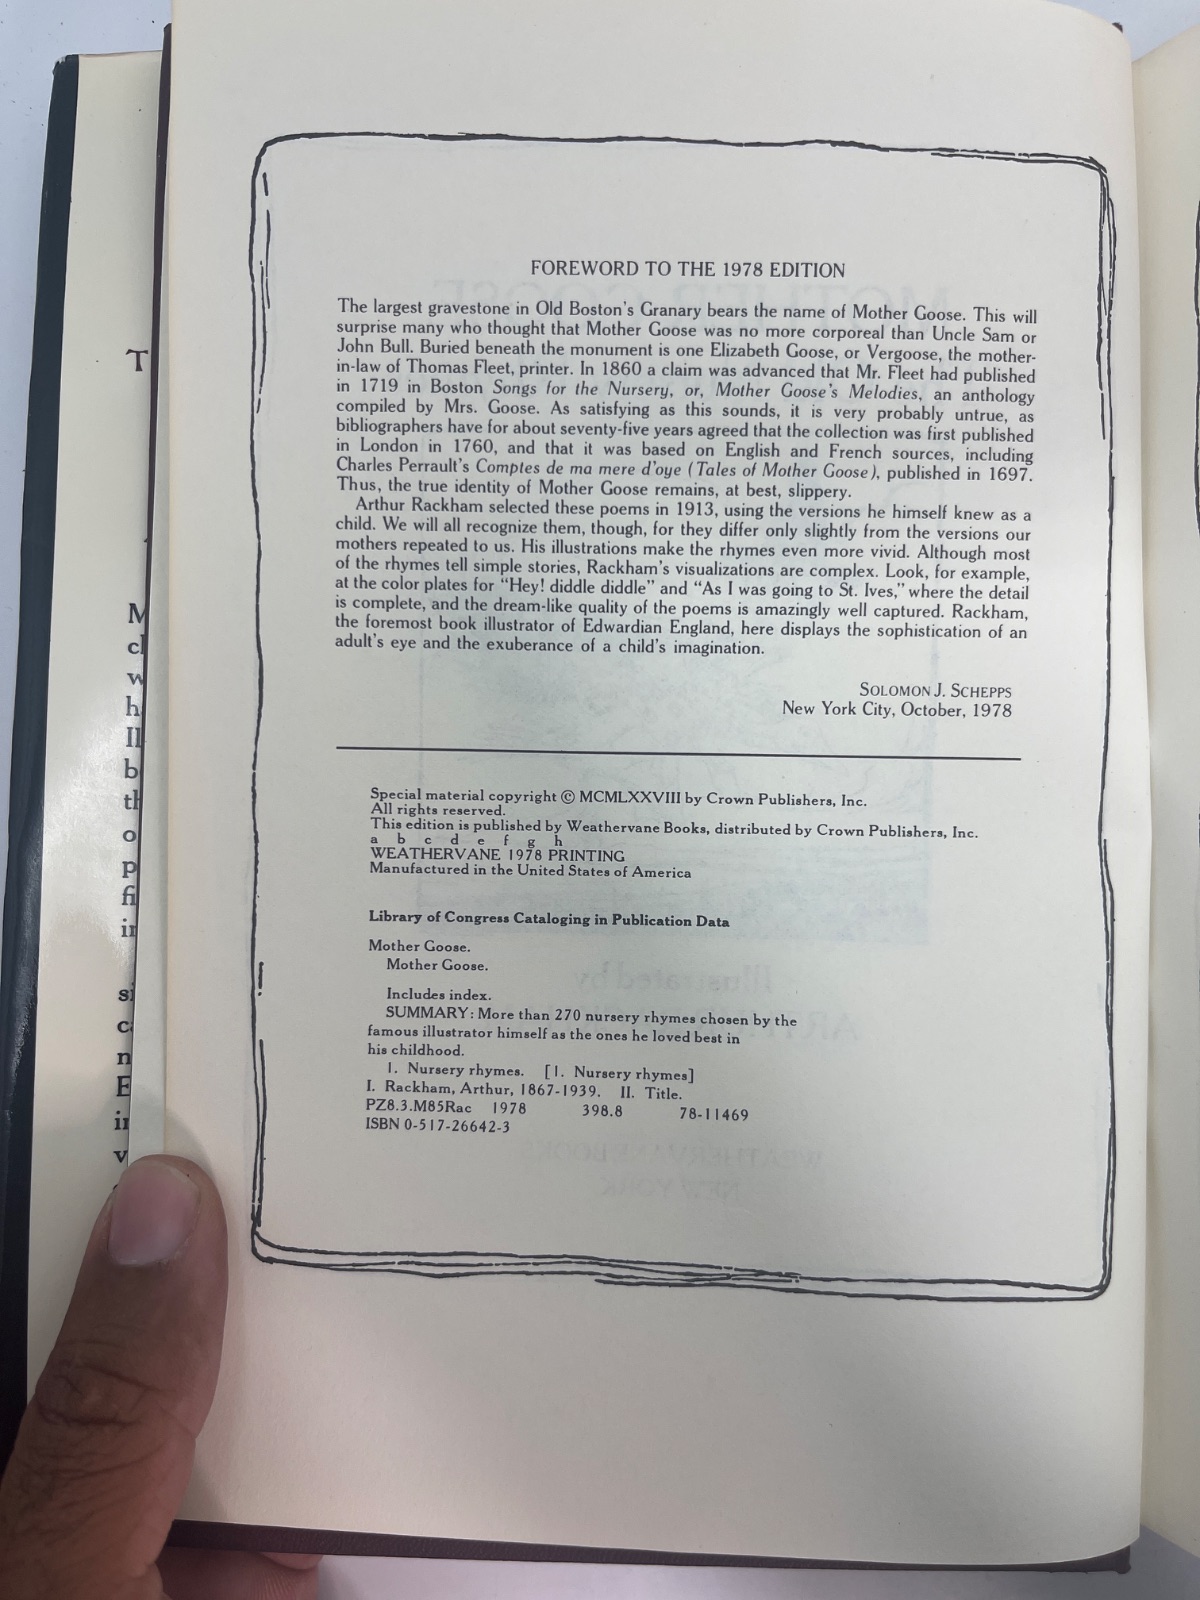 FOREWORD TO THE 1978 EDITION
The largest gravestone in Old Boston's Granary bears the name of Mother Goose. This will
surprise many who thought that Mother Goose was no more corporeal than Uncle Sam or
John Bull. Buried beneath the monument is one Elizabeth Goose, or Vergoose, the mother-
in-law of Thomas Fleet, printer. In 1860 a claim was advanced that Mr. Fleet had published
in 1719 in Boston Songs for the Nursery, or, Mother Goose's Melodies, an anthology
compiled by Mrs. Goose. As satisfying as this sounds, it is very probably untrue, as
bibliographers have for about seventy-five years agreed that the collection was first published
in London in 1760, and that it was based on English and French sources, including
Charles Perrault's Comptes de ma mere d'oye (Tales of Mother Goose), published in 1697.
Thus, the true identity of Mother Goose remains, at best, slippery.
Arthur Rackham selected these poems in 1913, using the versions he himself knew as a
child. We will all recognize them, though, for they differ only slightly from the versions our
mothers repeated to us. His illustrations make the rhymes even more vivid. Although most
of the rhymes tell simple stories, Rackham's visualizations are complex. Look, for example,
at the color plates for "Hey! diddle diddle" and "As I was going to St. Ives," where the detail
is complete, and the dream-like quality of the poems is amazingly well captured. Rackham,
the foremost book illustrator of Edwardian England, here displays the sophistication of an
adult's eye and the exuberance of a child's imagination.
SOLOMON J. SCHEPPS
New York City, October, 1978
Special material copyright © MCMLXXVIII by Crown Publishers, Inc.
All rights reserved.
This edition is published by Weathervane Books, distributed by Crown Publishers, Inc.
a b c d e f g h
WEATHERVANE 1978 PRINTING
Manufactured in the United States of America
Library of Congress Cataloging in Publication Data
Mother Goose.
Mother Goose.
Includes index.
SUMMARY: More than 270 nursery rhymes chosen by the
famous illustrator himself as the ones he loved best in
his childhood.
1. Nursery rhymes. [1. Nursery rhymes]
I. Rackham, Arthur, 1867-1939. II. Title.
PZ8.3.M85Rac 1978 398.8 78-11469
ISBN 0-517-26642-3